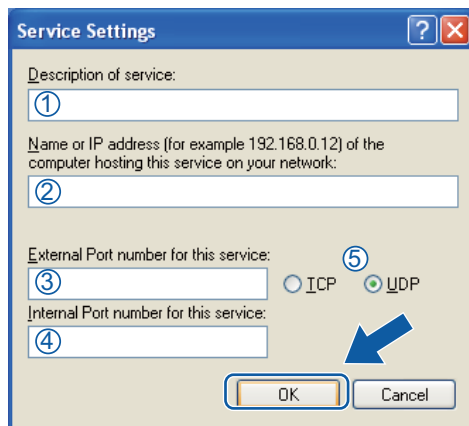 Service Settings
?
Description of service:
①
Name or IP address (for example 192.168.0.12) of the
computer hosting this service on your network:
②
External Port number for this service:
⑤
③
TCP
UDP
Internal Port number for this service:
④
OK
Cancel